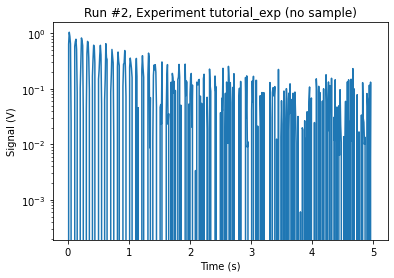 Run #2, Experiment tutorial_exp (no sample)
Signal (V)
10⁰
10⁻¹
10⁻²
10⁻³
0 1 2 3 4 5
Time (s)